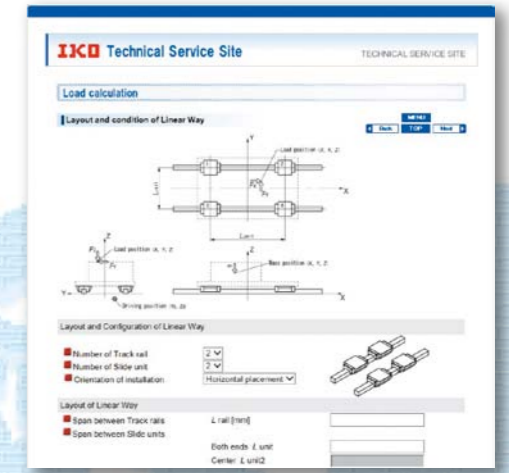 IKO Technical Service Site
TECHNICAL SERVICE SITE
Load calculation
Layout and condition of Linear Way
MENU
Back TOP Next
Y
Load position (X, Y, Z)
X
Z
Load position (X, Y, Z)
Z
Mass position (X, Y, Z)
Y
Driving position (Y, Z)
X
Layout and Configuration of Linear Way
Number of Track rail 2
Number of Slide unit 2
Orientation of installation Horizontal placement
Layout of Linear Way
Span between Track rails L rail [mm]
Span between Slide units
Both ends L unit
Center L unit2